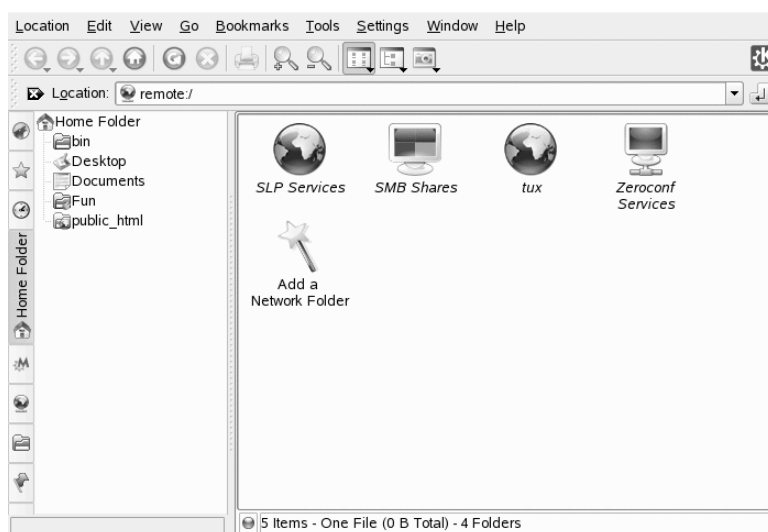 Location Edit View Go Bookmarks Tools Settings Window Help
Location: remote:/
Home Folder
bin
Desktop
Documents
Fun
public_html
Home Folder
SLP Services
SMB Shares
tux
Zeroconf
Services
Add a
Network Folder
5 Items - One File (0 B Total) - 4 Folders